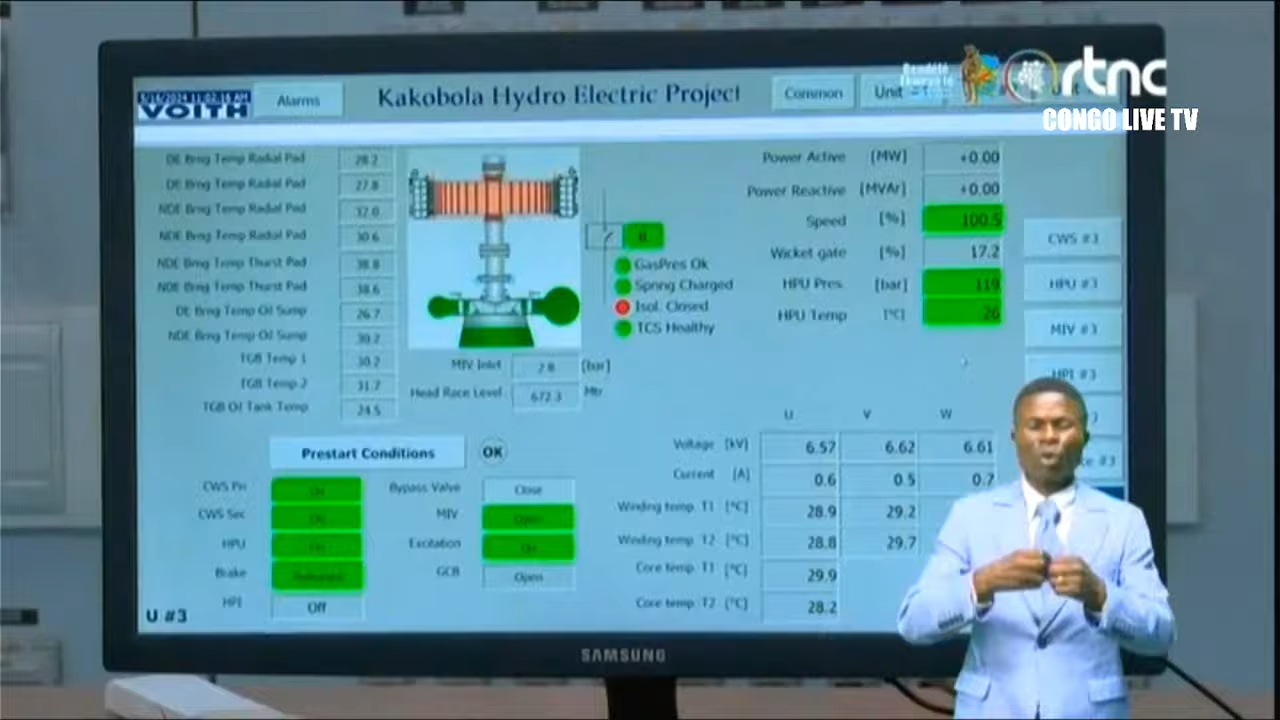 rtnc
CONGO LIVE TV
VOITH
Alarms
Kakobola Hydro Electric Project
Common
Unit
DE Brng Temp Radial Pad 28.2
DE Brng Temp Radial Pad 27.8
NDE Brng Temp Radial Pad 32.0
NDE Brng Temp Radial Pad 30.6
NDE Brng Temp Thurst Pad 38.8
NDE Brng Temp Thurst Pad 38.6
DE Brng Temp Oil Sump 26.7
NDE Brng Temp Oil Sump 30.2
TGB Temp 1 30.2
TGB Temp 2 31.7
TGB Oil Tank Temp 24.5
GasPres Ok
Spring Charged
Isol. Closed
TCS Healthy
MIV Inlet 2.8 [bar]
Head Race Level 672.3 Mtr
Power Active [MW] +0.00
Power Reactive [MVAr] +0.00
Speed [%] 100.5
Wicket gate [%] 17.2
HPU Pres. [bar] 119
HPU Temp [°C] 26
CWS #3
HPU #3
MIV #3
HPI #3
Prestart Conditions OK
CWS Pri On
CWS Sec On
HPU On
Brake
HPI Off
Bypass Valve Close
MIV Open
Excitation On
GCB Open
U V W
Voltage [kV] 6.57 6.62 6.61
Current [A] 0.6 0.5 0.7
Winding temp. T1 [°C] 28.9 29.2
Winding temp. T2 [°C] 28.8 29.7
Core temp. T1 [°C] 29.9
Core temp. T2 [°C] 28.2
U #3
SAMSUNG